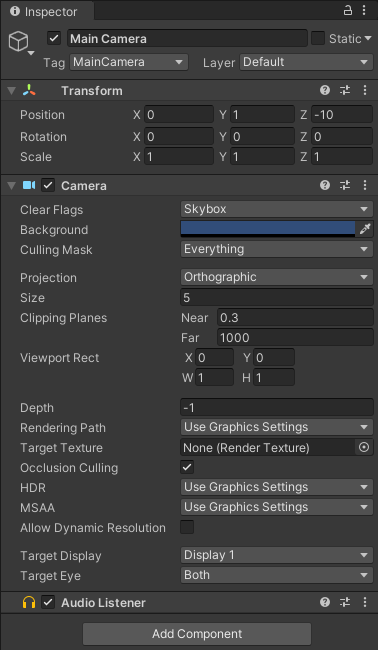 Inspector
Main Camera Static
Tag MainCamera Layer Default
Transform
Position X 0 Y 1 Z -10
Rotation X 0 Y 0 Z 0
Scale X 1 Y 1 Z 1
Camera
Clear Flags Skybox
Background
Culling Mask Everything
Projection Orthographic
Size 5
Clipping Planes Near 0.3
Far 1000
Viewport Rect X 0 Y 0
W 1 H 1
Depth -1
Rendering Path Use Graphics Settings
Target Texture None (Render Texture)
Occlusion Culling
HDR Use Graphics Settings
MSAA Use Graphics Settings
Allow Dynamic Resolution
Target Display Display 1
Target Eye Both
Audio Listener
Add Component